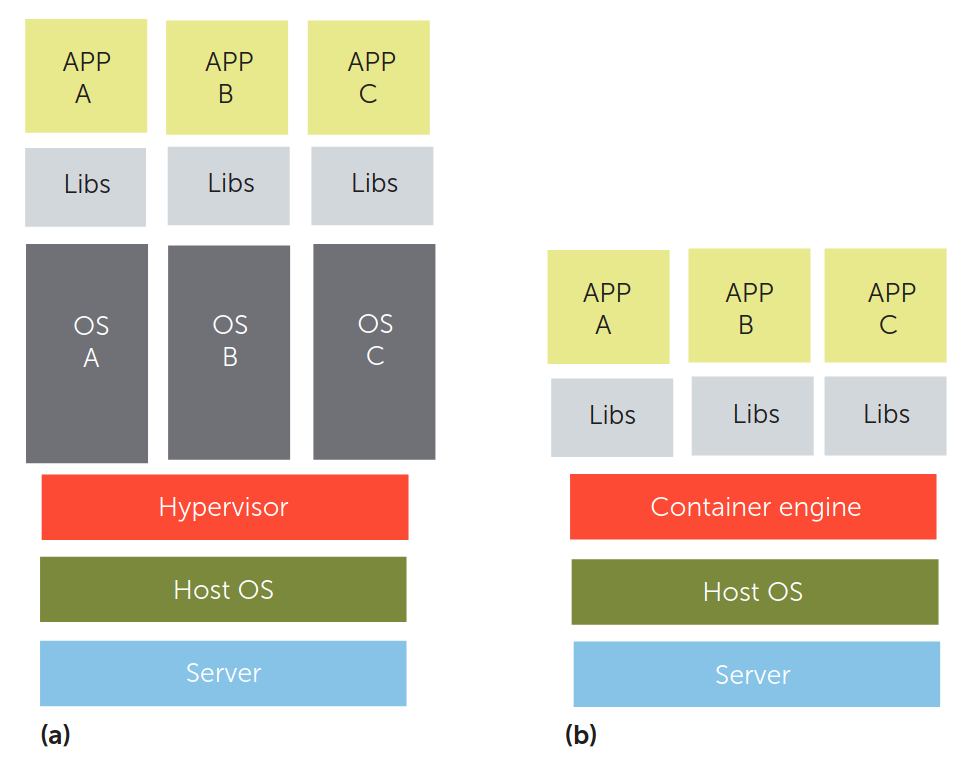 APP
A
APP
B
APP
C
Libs
Libs
Libs
OS
A
OS
B
OS
C
Hypervisor
Host OS
Server
(a)
APP
A
APP
B
APP
C
Libs
Libs
Libs
Container engine
Host OS
Server
(b)